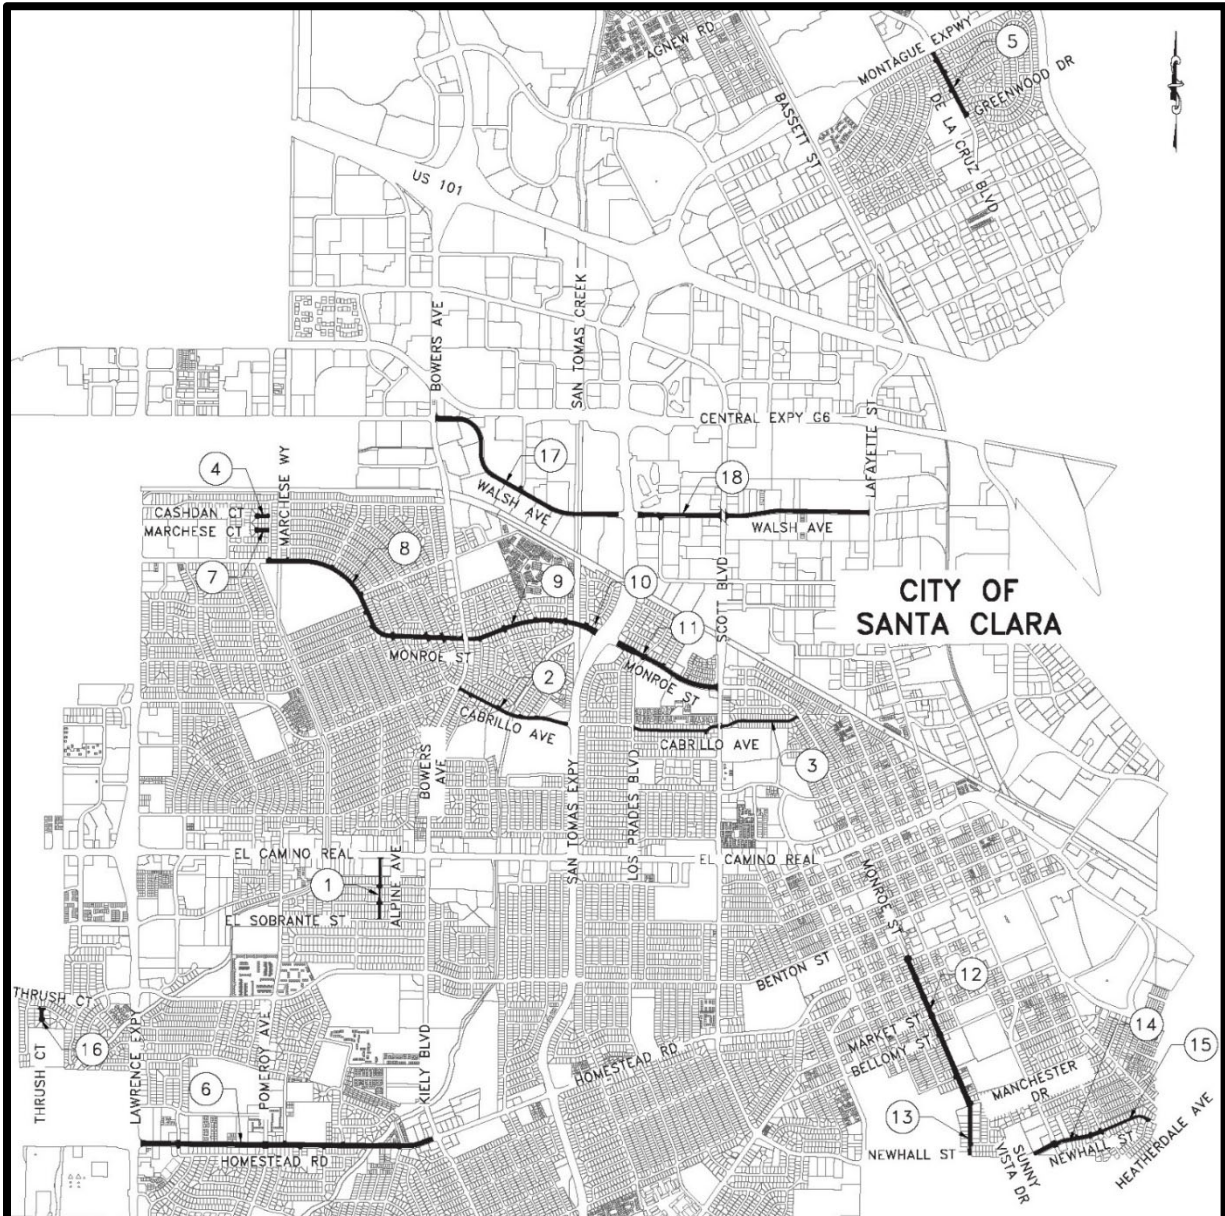 AGNEW RD
MONTAGUE EXPWY
5
GREENWOOD DR
BASSETT ST
DE LA CRUZ BLVD
US 101
BOWERS AVE
SAN TOMAS CREEK
CENTRAL EXPY G6
LAFAYETTE ST
4
MARCHESE WY
17
18
CASHDAN CT
MARCHESE CT
WALSH AVE
WALSH AVE
7
8
9
10
SCOTT BLVD
CITY OF
SANTA CLARA
11
MONROE ST
2
MONROE ST
CABRILLO AVE
CABRILLO AVE
3
BOWERS
AVE
SAN TOMAS EXPY
LOS PRADES BLVD
EL CAMINO REAL
EL CAMINO REAL
1
ALPINE AVE
MONROE ST
EL SOBRANTE ST
BENTON ST
12
THRUSH CT
LAWRENCE EXP
POMEROY AVE
KIELY BLVD
MARKET ST
BELLOMY ST
14
15
16
THRUSH CT
HOMESTEAD RD
MANCHESTER
DR
6
13
HOMESTEAD RD
NEWHALL ST
SUNNY
VISTA DR
NEWHALL ST
HEATHERDALE AVE